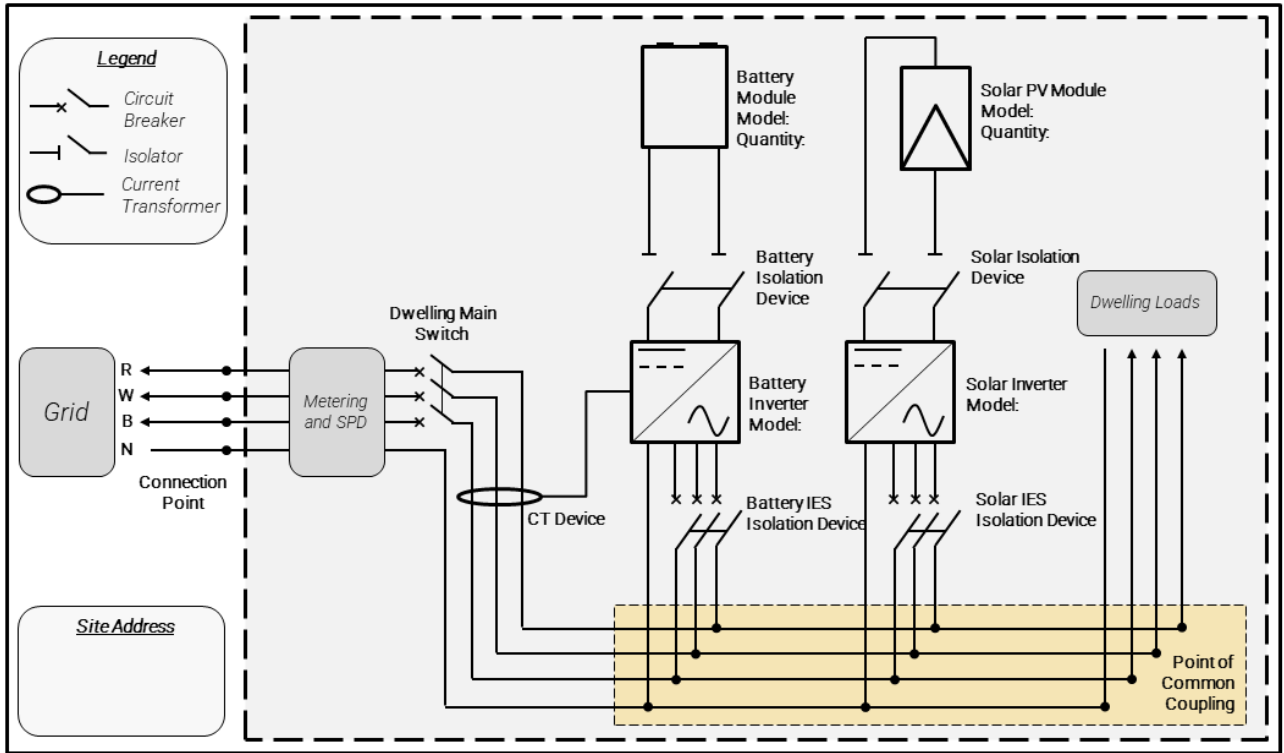 Legend
Circuit
Breaker
Isolator
Current
Transformer
Battery
Module
Model:
Quantity:
Solar PV Module
Model:
Quantity:
Battery
Isolation
Device
Solar Isolation
Device
Dwelling Loads
Dwelling Main
Switch
Grid
R
W
B
N
Connection
Point
Metering
and SPD
Battery
Inverter
Model:
Solar Inverter
Model:
CT Device
Battery IES
Isolation Device
Solar IES
Isolation Device
Site Address
Point of
Common
Coupling